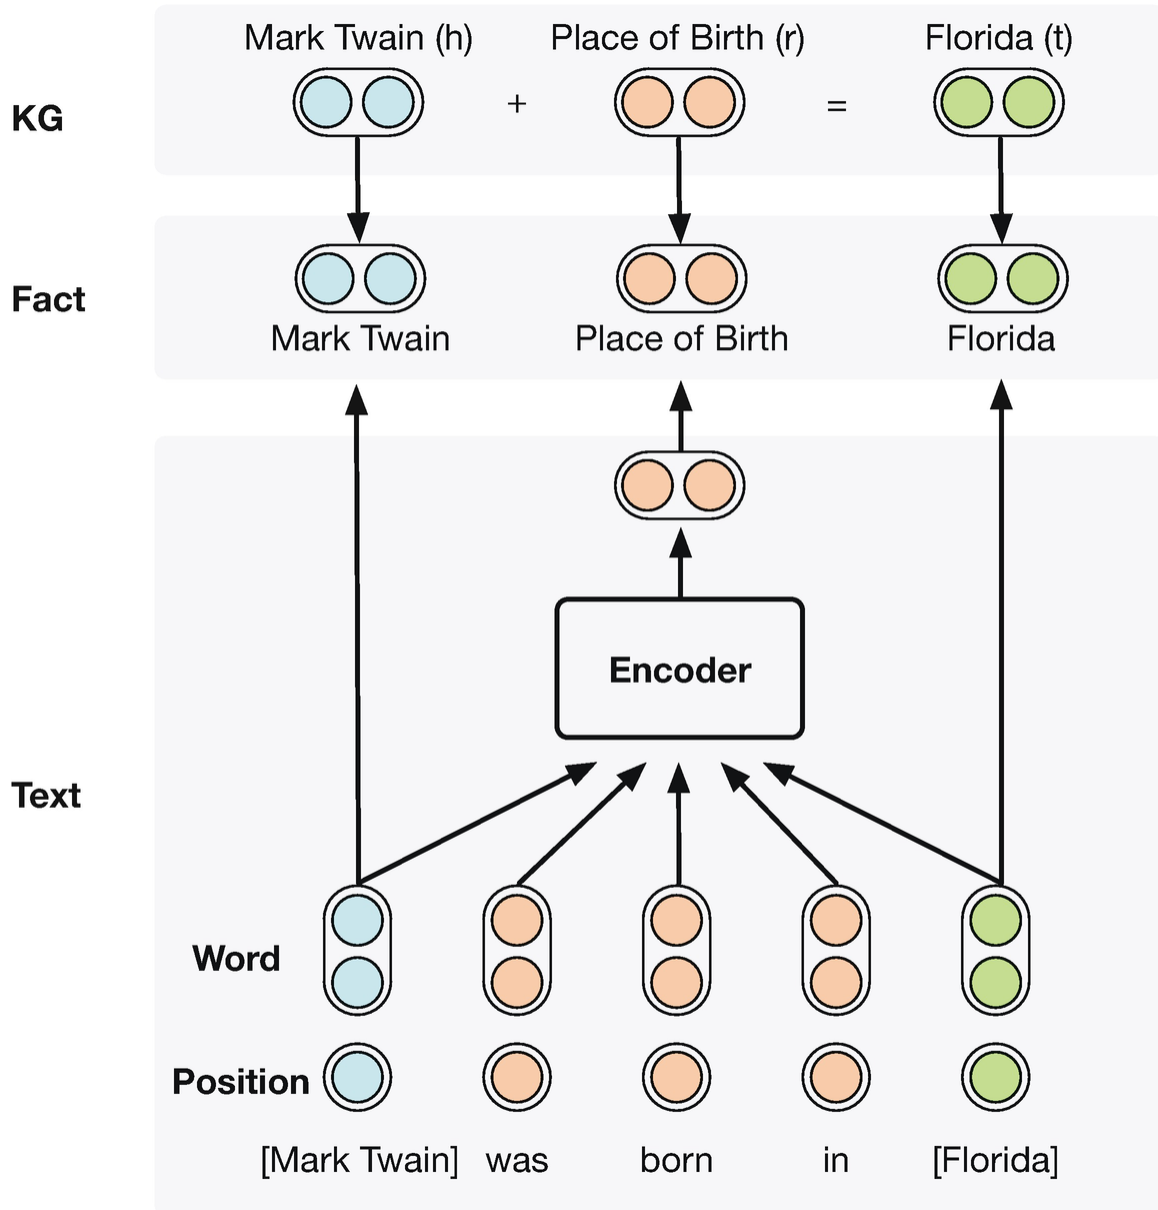 Mark Twain (h) Place of Birth (r) Florida (t)
KG
+ =
Fact
Mark Twain Place of Birth Florida
Encoder
Text
Word
Position
[Mark Twain] was born in [Florida]